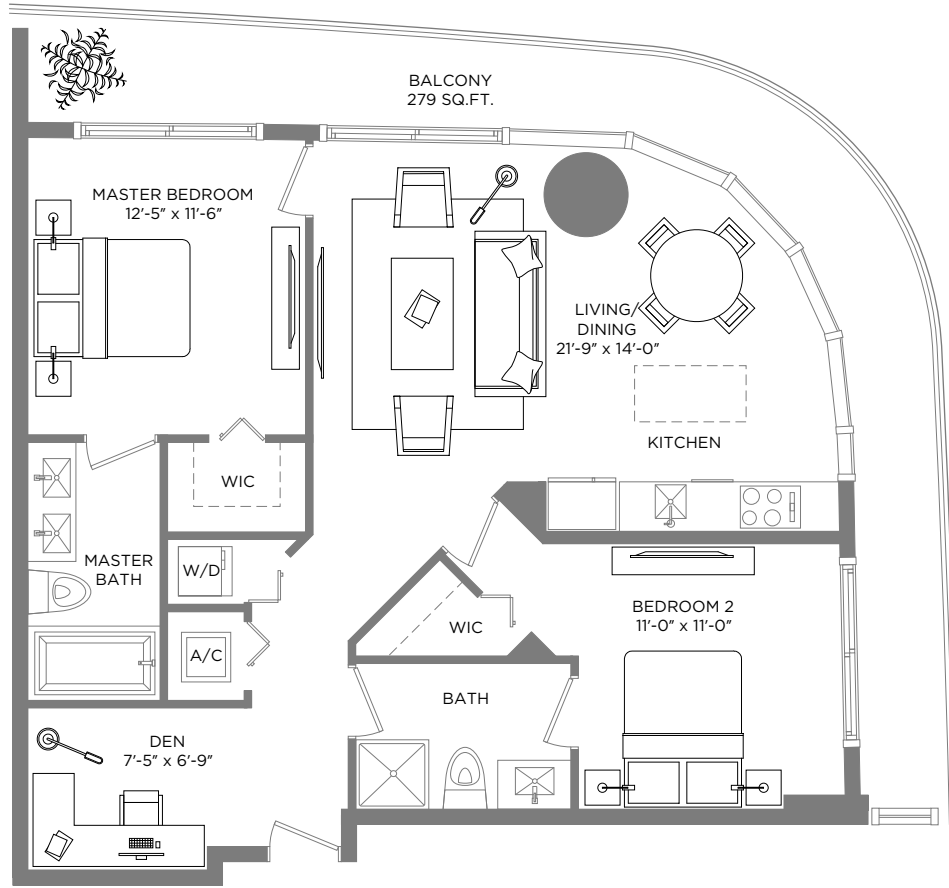 BALCONY
279 SQ.FT.
MASTER BEDROOM
12'-5" x 11'-6"
LIVING/
DINING
21'-9" x 14'-0"
KITCHEN
WIC
MASTER
BATH
W/D
A/C
WIC
BEDROOM 2
11'-0" x 11'-0"
BATH
DEN
7'-5" x 6'-9"